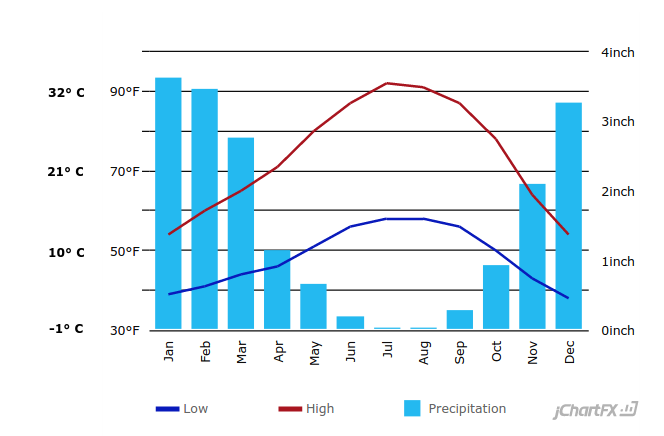 4inch
32° C 90°F
3inch
21° C 70°F
2inch
10° C 50°F
1inch
-1° C 30°F 0inch
Jan Feb Mar Apr May Jun Jul Aug Sep Oct Nov Dec
Low High Precipitation jChartFX